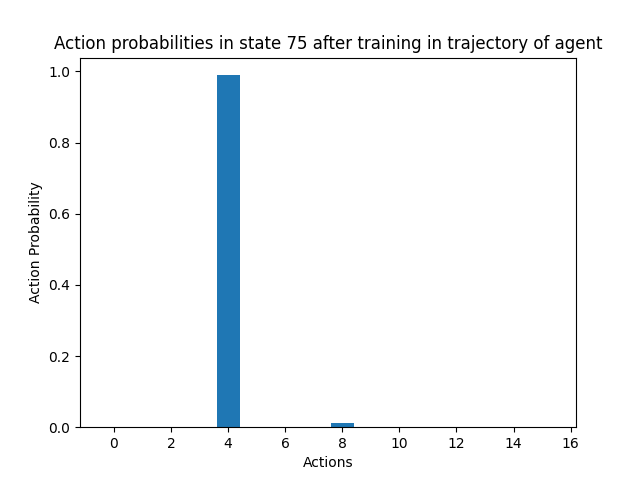 Action probabilities in state 75 after training in trajectory of agent
1.0
0.8
0.6
0.4
0.2
0.0
Action Probability
0 2 4 6 8 10 12 14 16
Actions